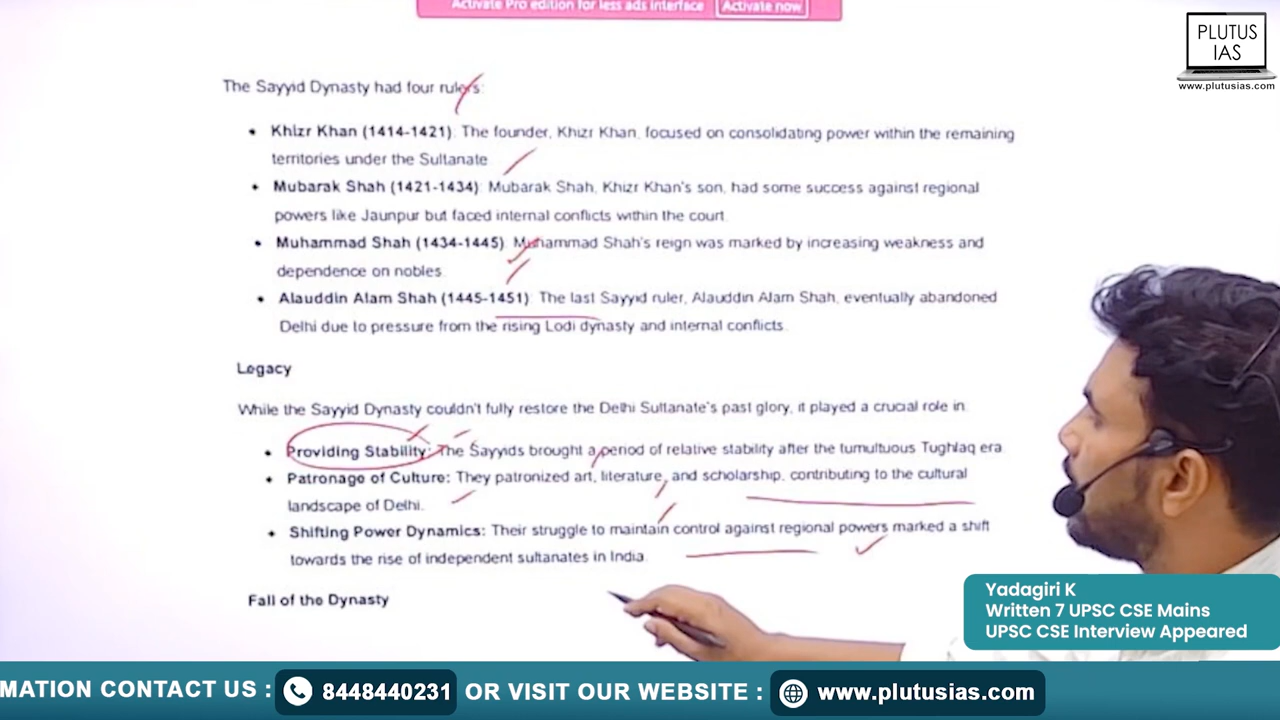 Activate Pro edition for less ads interface Activate now
PLUTUS
IAS
www.plutusias.com
The Sayyid Dynasty had four rulers:
• Khizr Khan (1414-1421): The founder, Khizr Khan, focused on consolidating power within the remaining
territories under the Sultanate.
• Mubarak Shah (1421-1434): Mubarak Shah, Khizr Khan's son, had some success against regional
powers like Jaunpur but faced internal conflicts within the court.
• Muhammad Shah (1434-1445): Muhammad Shah's reign was marked by increasing weakness and
dependence on nobles.
• Alauddin Alam Shah (1445-1451): The last Sayyid ruler, Alauddin Alam Shah, eventually abandoned
Delhi due to pressure from the rising Lodi dynasty and internal conflicts.
Legacy
While the Sayyid Dynasty couldn't fully restore the Delhi Sultanate's past glory, it played a crucial role in
• Providing Stability: The Sayyids brought a period of relative stability after the tumultuous Tughlaq era.
• Patronage of Culture: They patronized art, literature, and scholarship, contributing to the cultural
landscape of Delhi.
• Shifting Power Dynamics: Their struggle to maintain control against regional powers marked a shift
towards the rise of independent sultanates in India.
Fall of the Dynasty
Yadagiri K
Written 7 UPSC CSE Mains
UPSC CSE Interview Appeared
MATION CONTACT US : 8448440231 OR VISIT OUR WEBSITE : www.plutusias.com